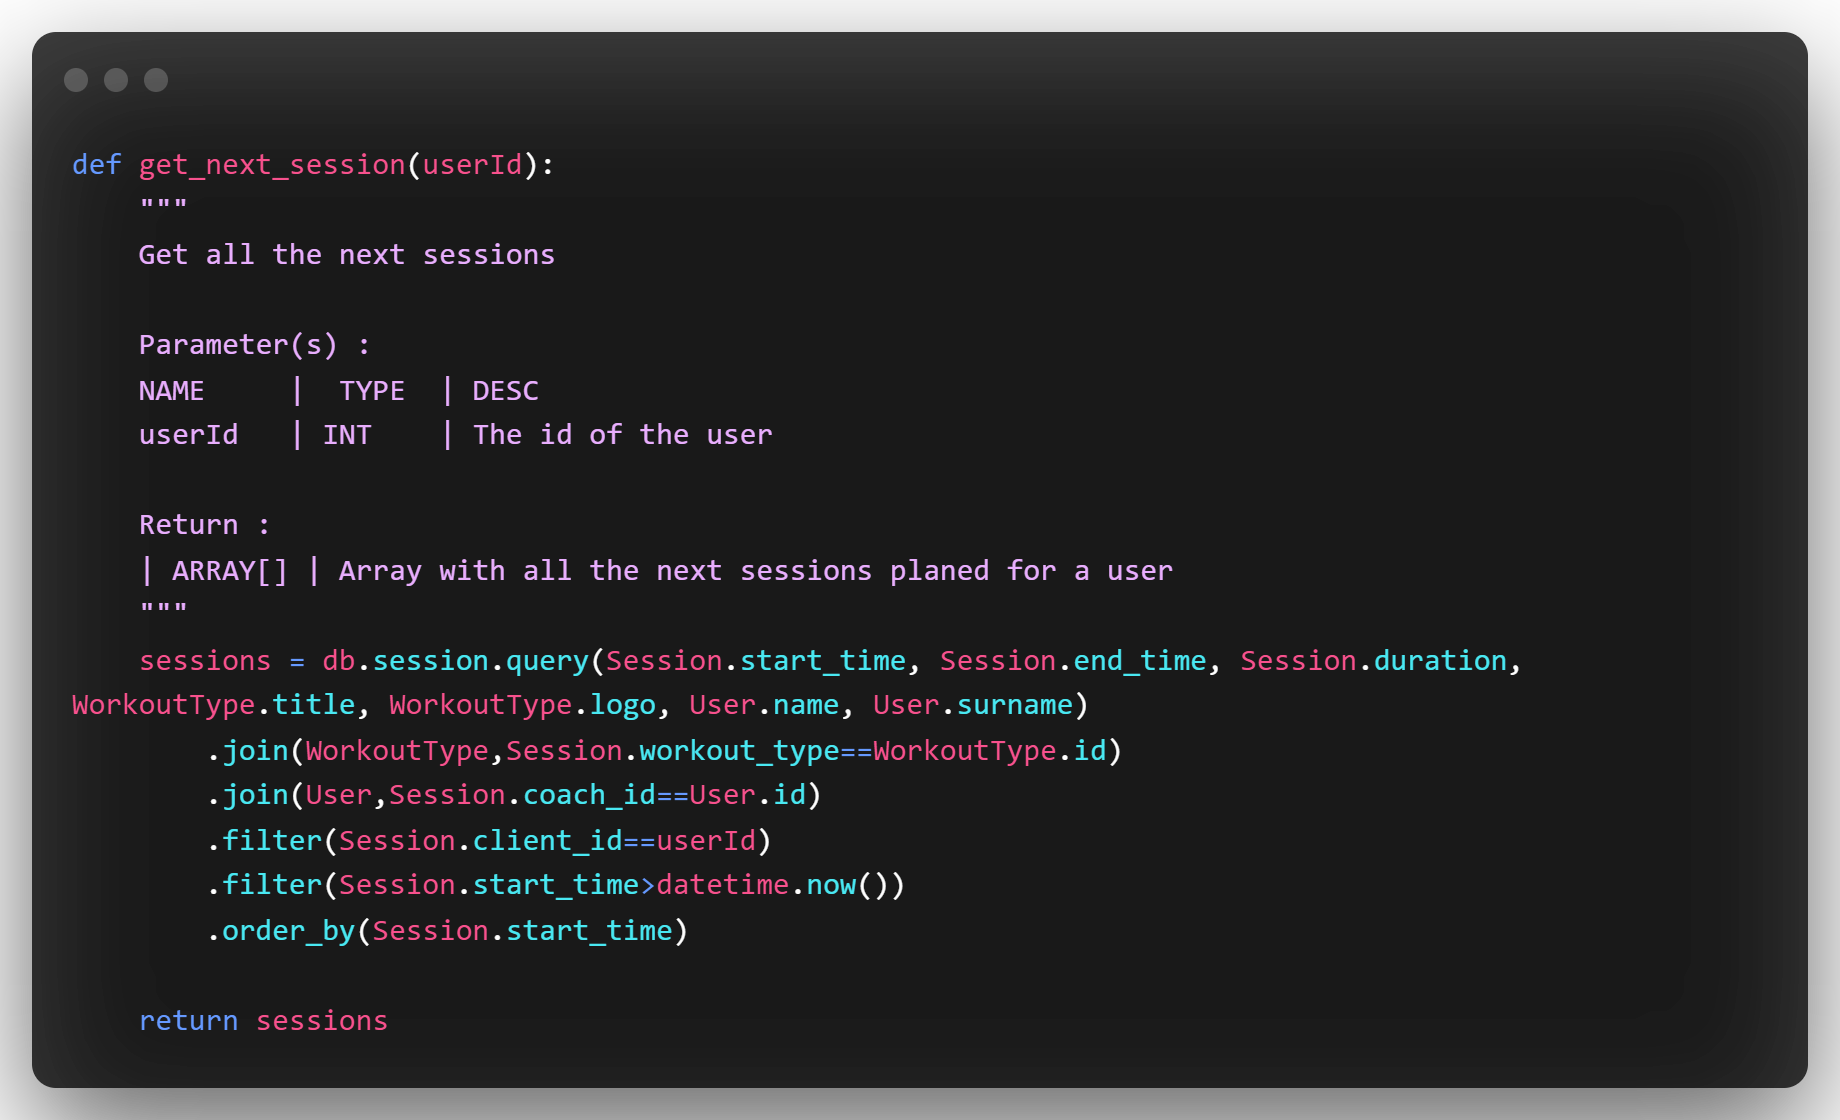 def get_next_session(userId):
    """
    Get all the next sessions

    Parameter(s) :
    NAME     |  TYPE  | DESC
    userId   | INT    | The id of the user

    Return :
    | ARRAY[] | Array with all the next sessions planed for a user
    """
    sessions = db.session.query(Session.start_time, Session.end_time, Session.duration,
WorkoutType.title, WorkoutType.logo, User.name, User.surname)
        .join(WorkoutType,Session.workout_type==WorkoutType.id)
        .join(User,Session.coach_id==User.id)
        .filter(Session.client_id==userId)
        .filter(Session.start_time>datetime.now())
        .order_by(Session.start_time)

    return sessions